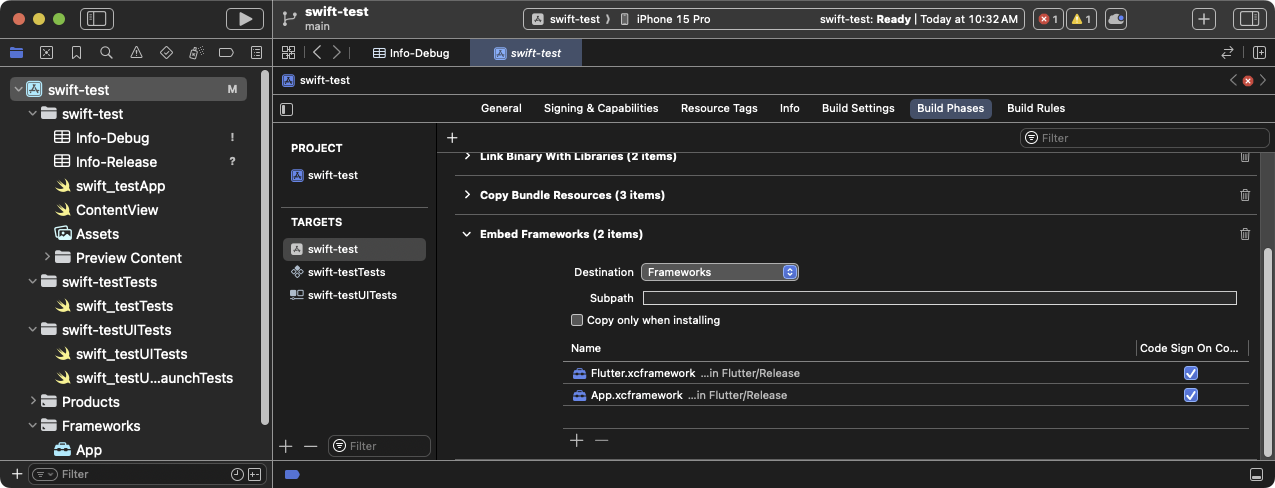 swift-test
main
swift-test
iPhone 15 Pro
swift-test: Ready | Today at 10:32 AM
1
1
Info-Debug
swift-test
swift-test
M
swift-test
Info-Debug
!
Info-Release
?
swift_testApp
ContentView
Assets
Preview Content
swift-testTests
swift_testTests
swift-testUITests
swift_testUITests
swift_testU...aunchTests
Products
Frameworks
App
Filter
swift-test
General
Signing & Capabilities
Resource Tags
Info
Build Settings
Build Phases
Build Rules
PROJECT
swift-test
TARGETS
swift-test
swift-testTests
swift-testUITests
Filter
Filter
Link Binary With Libraries (2 items)
Copy Bundle Resources (3 items)
Embed Frameworks (2 items)
Destination
Frameworks
Subpath
Copy only when installing
Name
Code Sign On Co...
Flutter.xcframework ...in Flutter/Release
App.xcframework ...in Flutter/Release